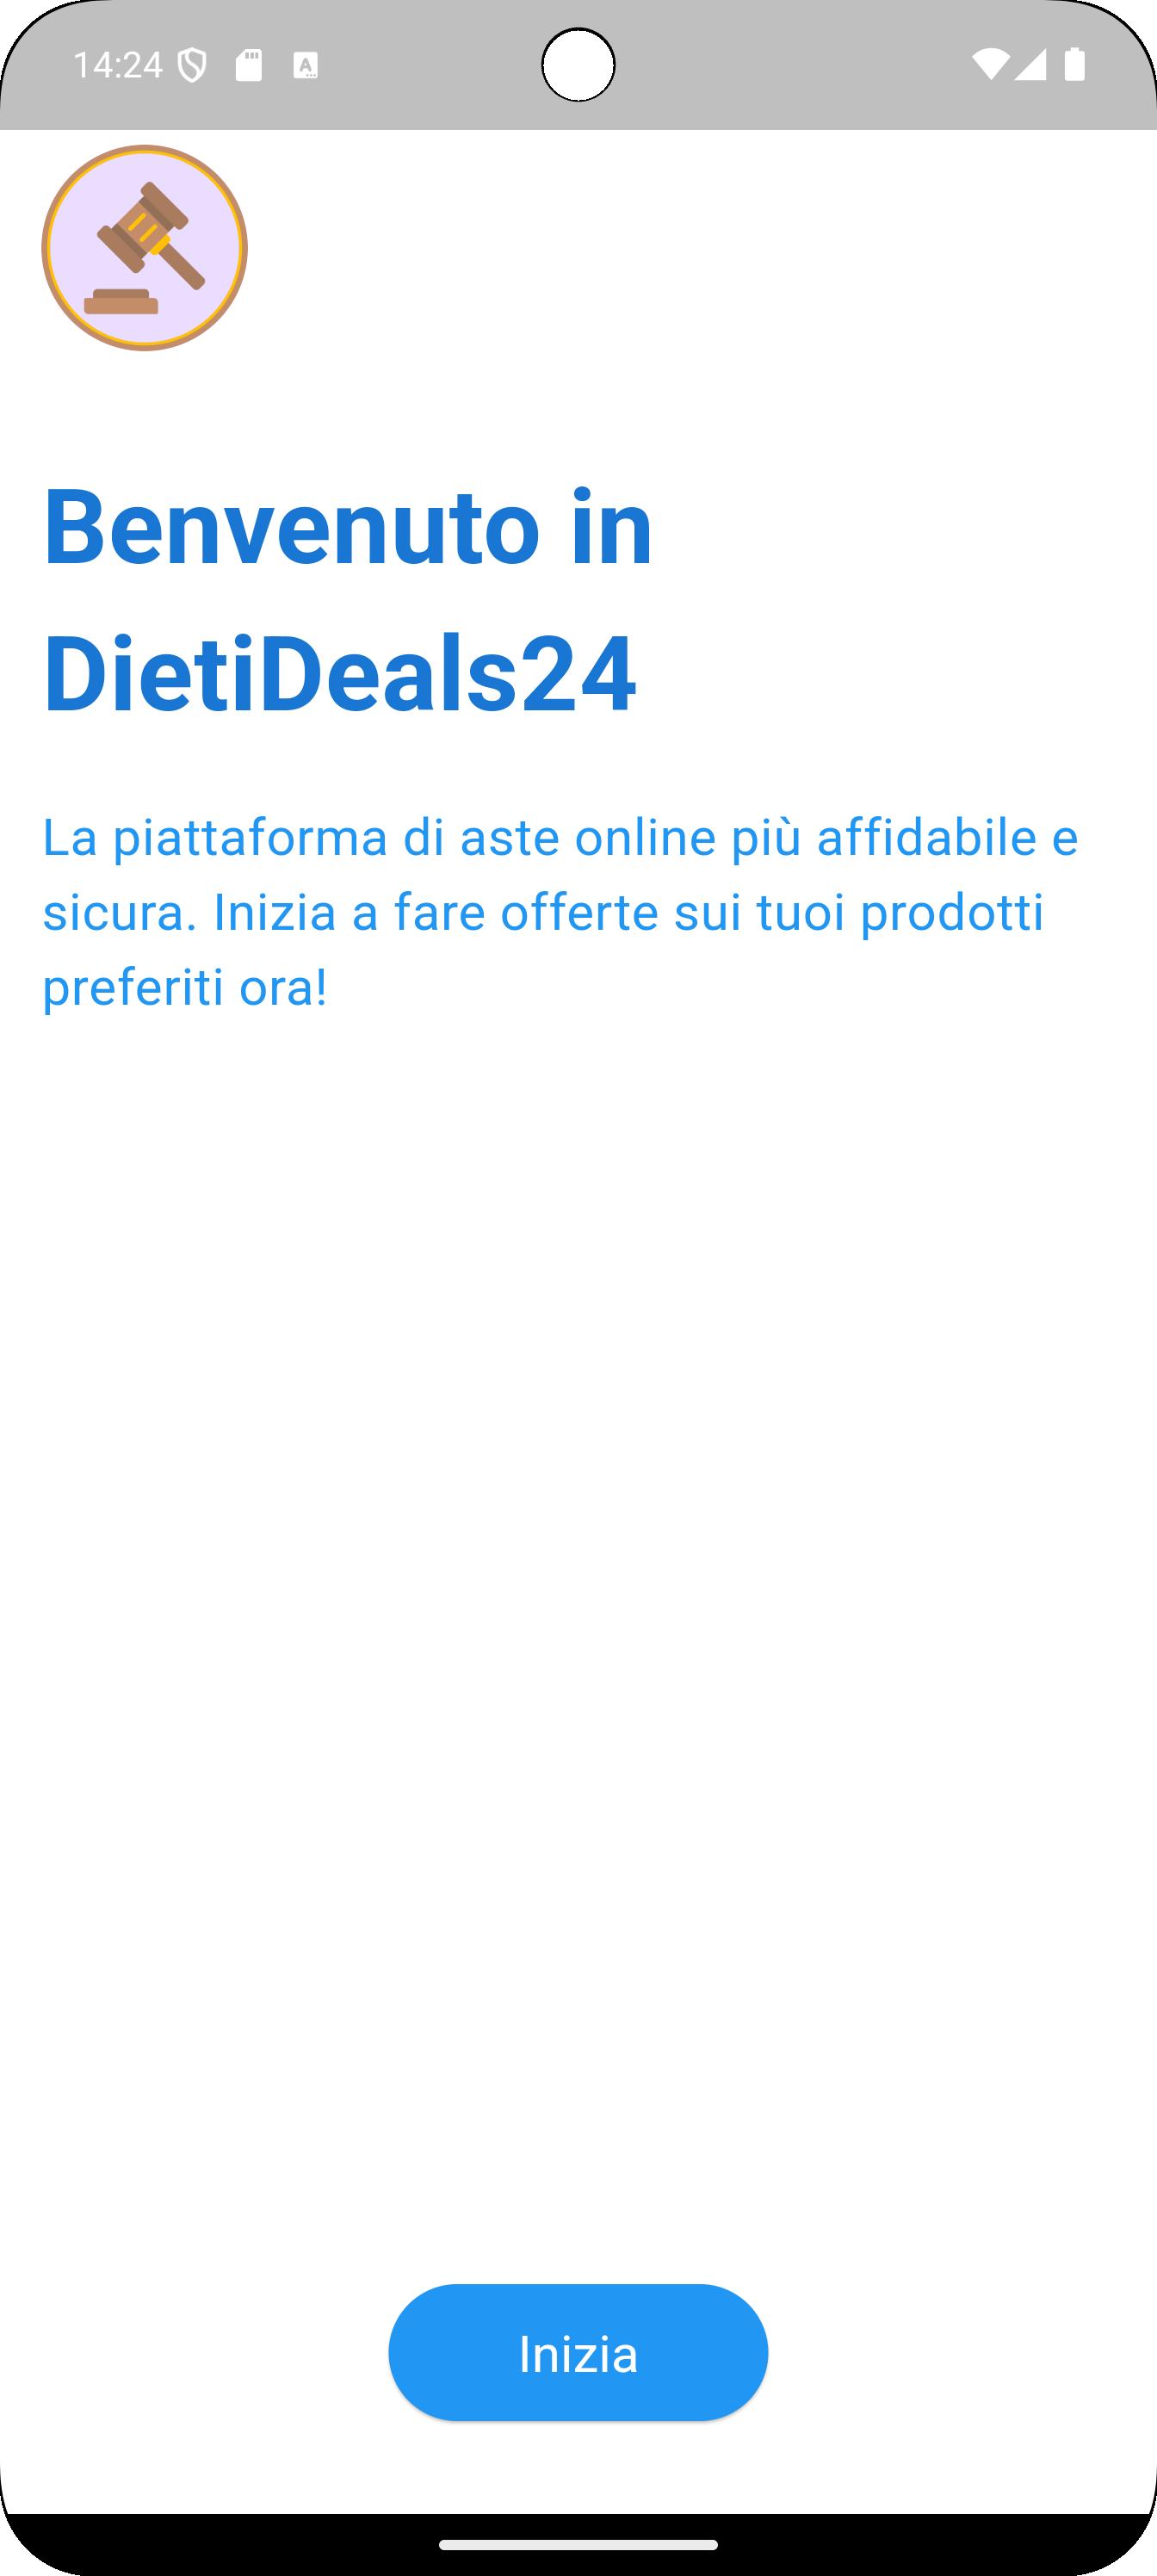 14:24
Benvenuto in
DietiDeals24
La piattaforma di aste online più affidabile e
sicura. Inizia a fare offerte sui tuoi prodotti
preferiti ora!
Inizia